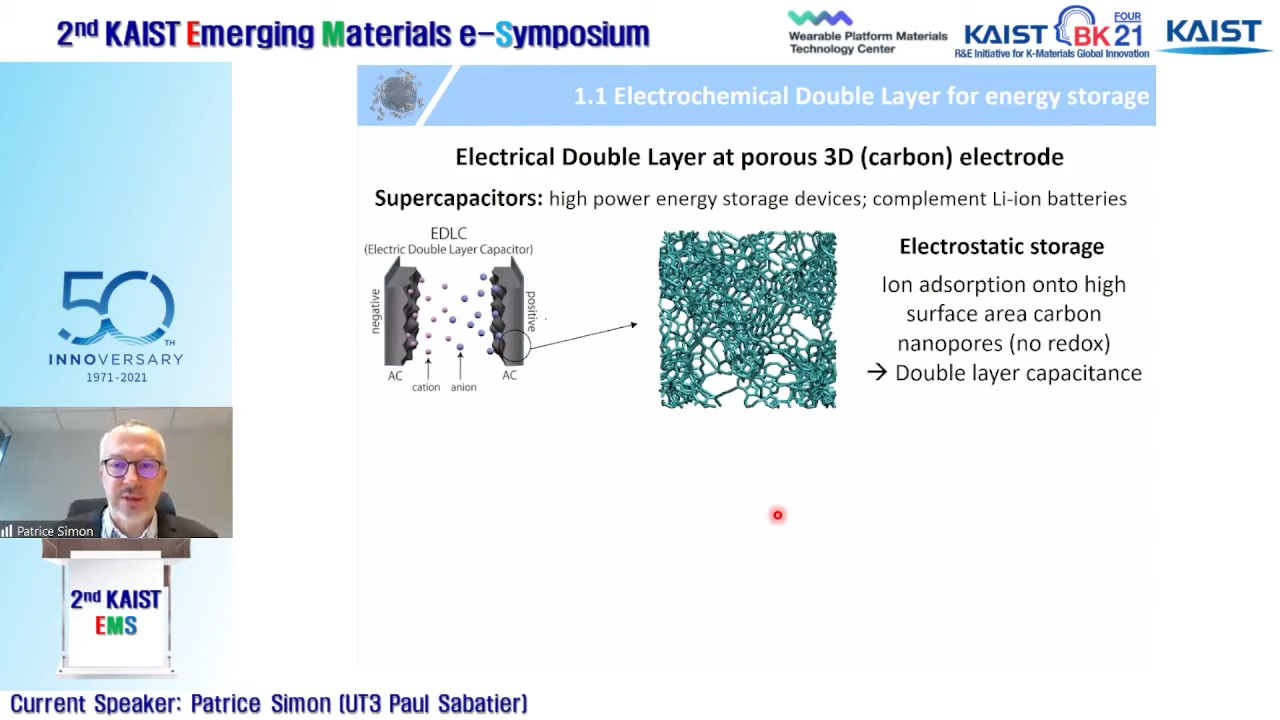 2nd KAIST Emerging Materials e-Symposium
Wearable Platform Materials
Technology Center
KAIST BK FOUR 21
R&E Initiative for K-Materials Global Innovation
KAIST
1.1 Electrochemical Double Layer for energy storage
Electrical Double Layer at porous 3D (carbon) electrode
Supercapacitors: high power energy storage devices; complement Li-ion batteries
EDLC
(Electric Double Layer Capacitor)
negative
positive
AC
cation
anion
AC
Electrostatic storage
Ion adsorption onto high
surface area carbon
nanopores (no redox)
→ Double layer capacitance
50TH
INNOVERSARY
1971-2021
Patrice Simon
2nd KAIST
EMS
Current Speaker: Patrice Simon (UT3 Paul Sabatier)